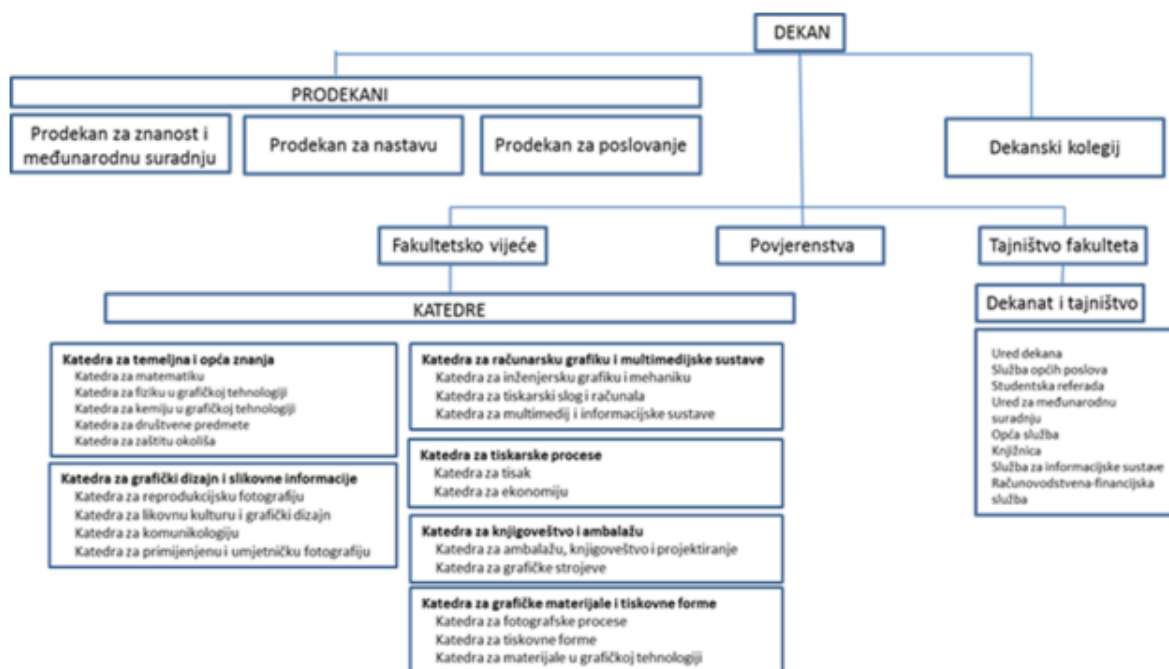 DEKAN
PRODEKANI
Prodekan za znanost i
međunarodnu suradnju
Prodekan za nastavu
Prodekan za poslovanje
Dekanski kolegij
Fakultetsko vijeće
Povjerenstva
Tajništvo fakulteta
KATEDRE
Dekanat i tajništvo
Katedra za temeljna i opća znanja
Katedra za matematiku
Katedra za fiziku u grafičkoj tehnologiji
Katedra za kemiju u grafičkoj tehnologiji
Katedra za društvene predmete
Katedra za zaštitu okoliša
Katedra za grafički dizajn i slikovne informacije
Katedra za reprodukcijsku fotografiju
Katedra za likovnu kulturu i grafički dizajn
Katedra za komunikologiju
Katedra za primijenjenu i umjetničku fotografiju
Katedra za računarsku grafiku i multimedijske sustave
Katedra za inženjersku grafiku i mehaniku
Katedra za tiskarski slog i računala
Katedra za multimedij i informacijske sustave
Katedra za tiskarske procese
Katedra za tisak
Katedra za ekonomiju
Katedra za knjigoveštvo i ambalažu
Katedra za ambalažu, knjigoveštvo i projektiranje
Katedra za grafičke strojeve
Katedra za grafičke materijale i tiskovne forme
Katedra za fotografske procese
Katedra za tiskovne forme
Katedra za materijale u grafičkoj tehnologiji
Ured dekana
Služba općih poslova
Studentska referada
Ured za međunarodnu
suradnju
Opća služba
Knjižnica
Služba za informacijske sustave
Računovodstvena-financijska
služba